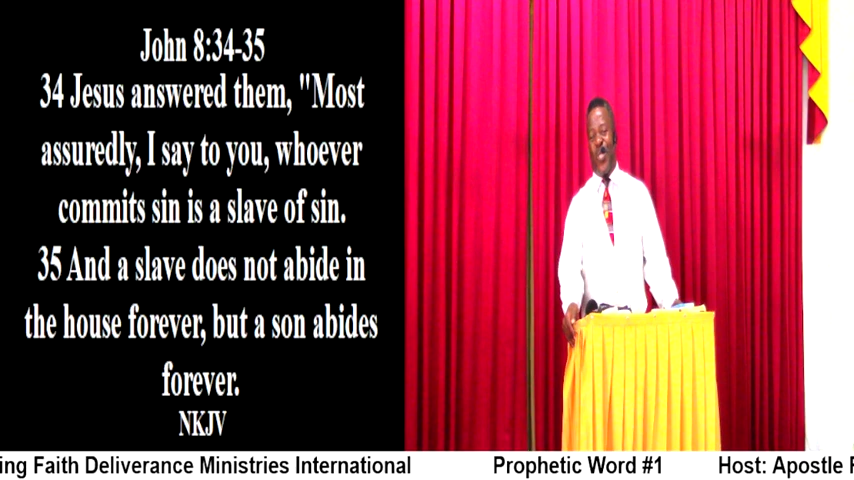 John 8:34-35
34 Jesus answered them, "Most
assuredly, I say to you, whoever
commits sin is a slave of sin.
35 And a slave does not abide in
the house forever, but a son abides
forever.
NKJV
ing Faith Deliverance Ministries International Prophetic Word #1 Host: Apostle